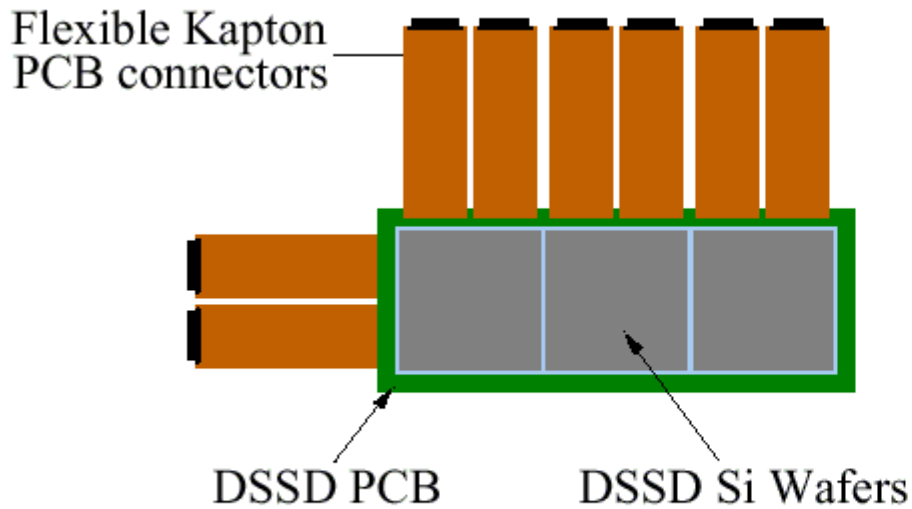 Flexible Kapton
PCB connectors
DSSD PCB
DSSD Si Wafers